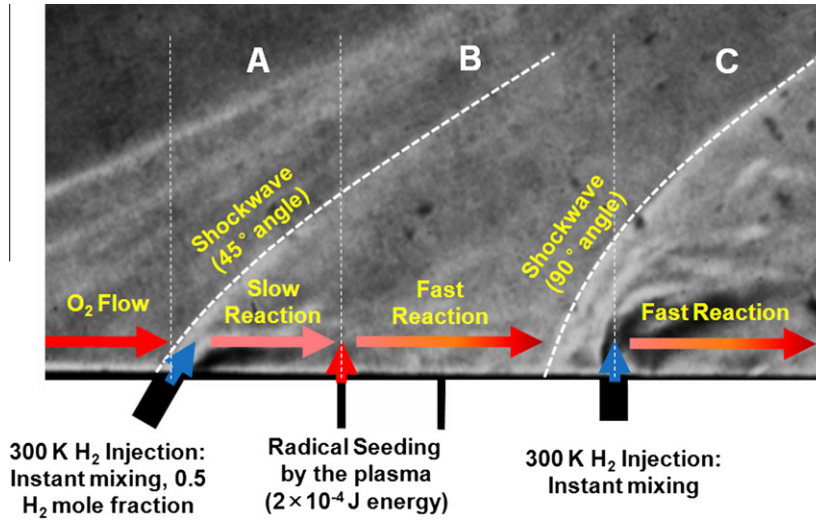 A
B
C
Shockwave
(45° angle)
Shockwave
(90° angle)
O₂ Flow
Slow
Reaction
Fast
Reaction
Fast Reaction
300 K H₂ Injection:
Instant mixing, 0.5
H₂ mole fraction
Radical Seeding
by the plasma
(2×10⁻⁴ J energy)
300 K H₂ Injection:
Instant mixing